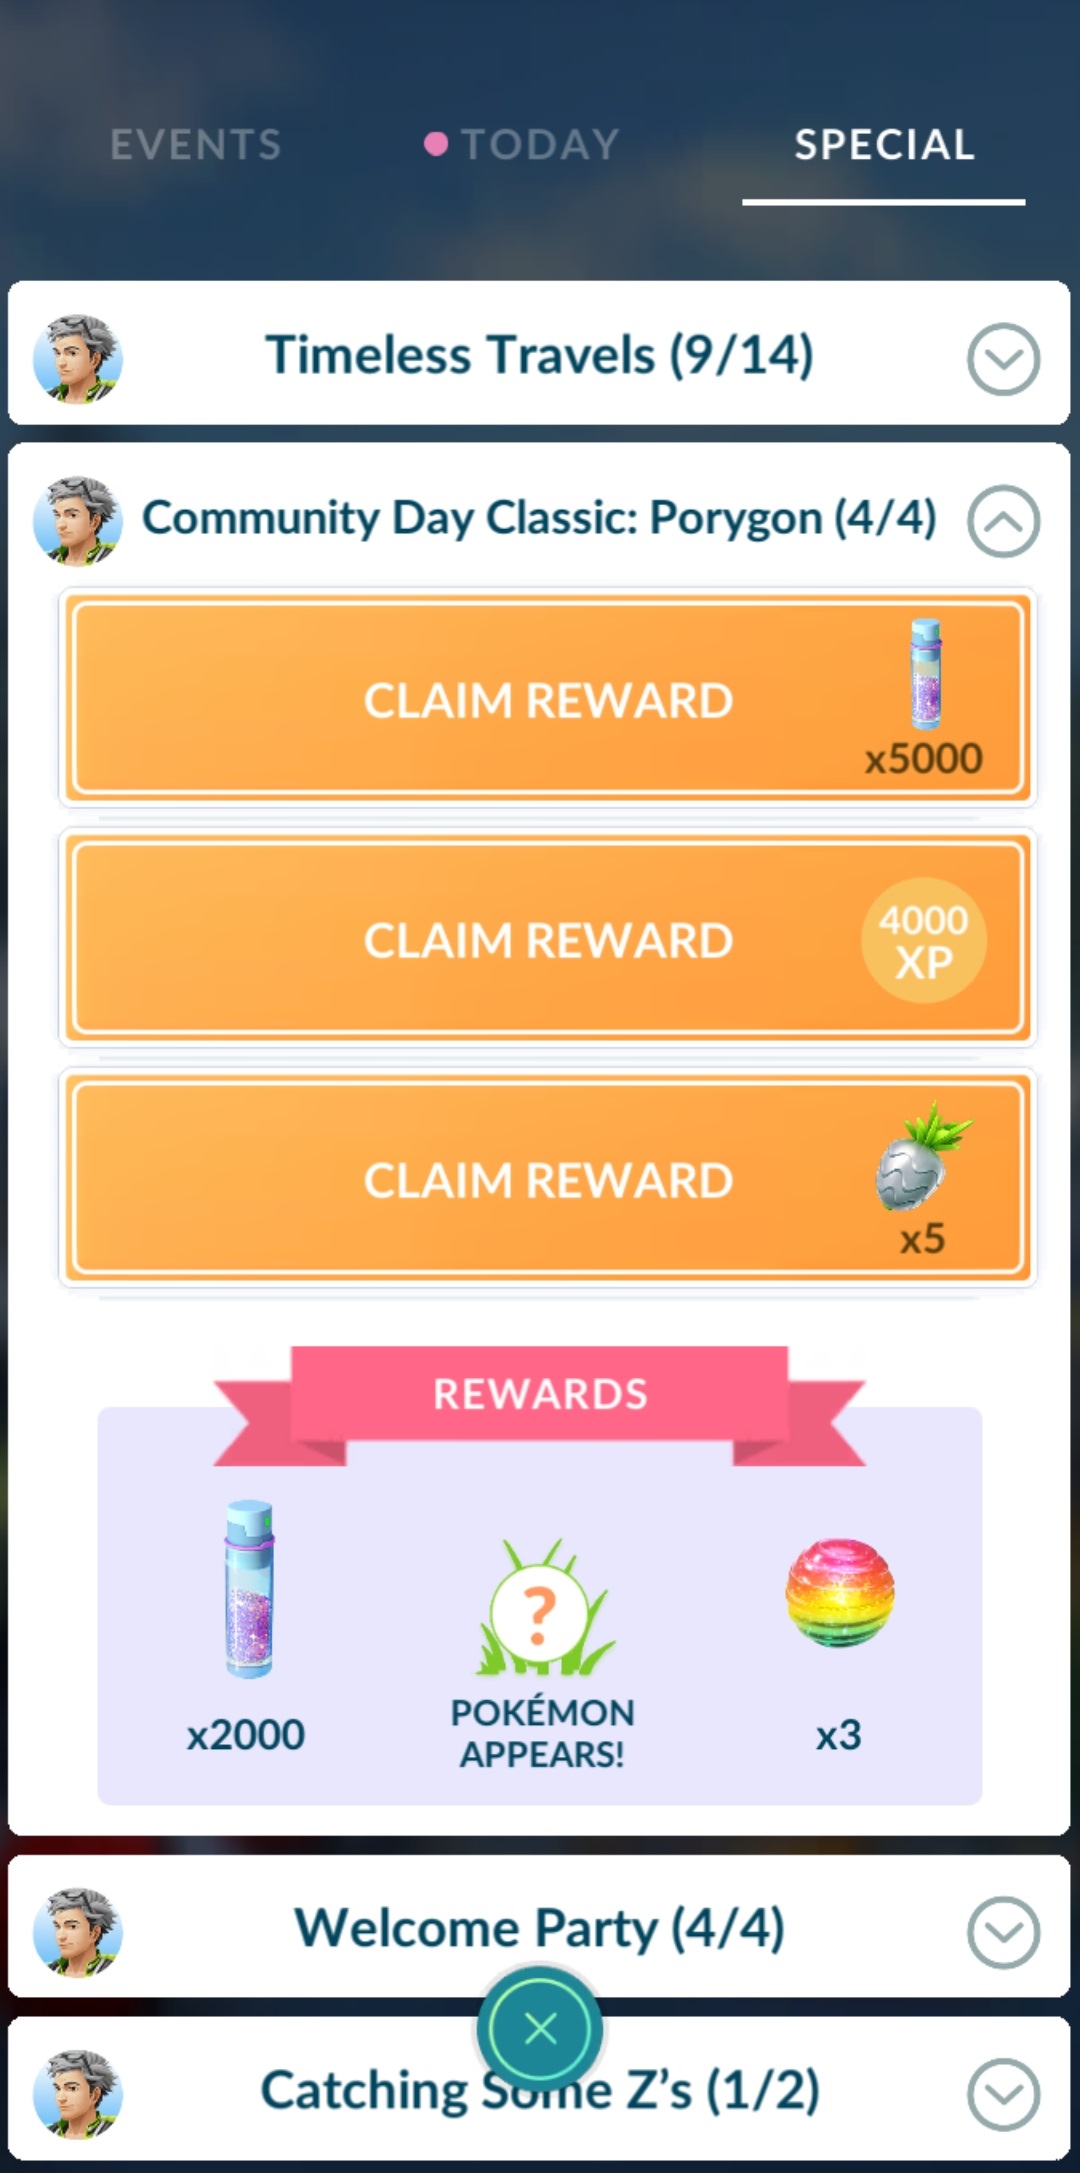 EVENTS
TODAY
SPECIAL
Timeless Travels (9/14)
Community Day Classic: Porygon (4/4)
CLAIM REWARD
x5000
CLAIM REWARD
4000
XP
CLAIM REWARD
x5
REWARDS
x2000
POKÉMON
APPEARS!
x3
?
Welcome Party (4/4)
Catching Some Z’s (1/2)